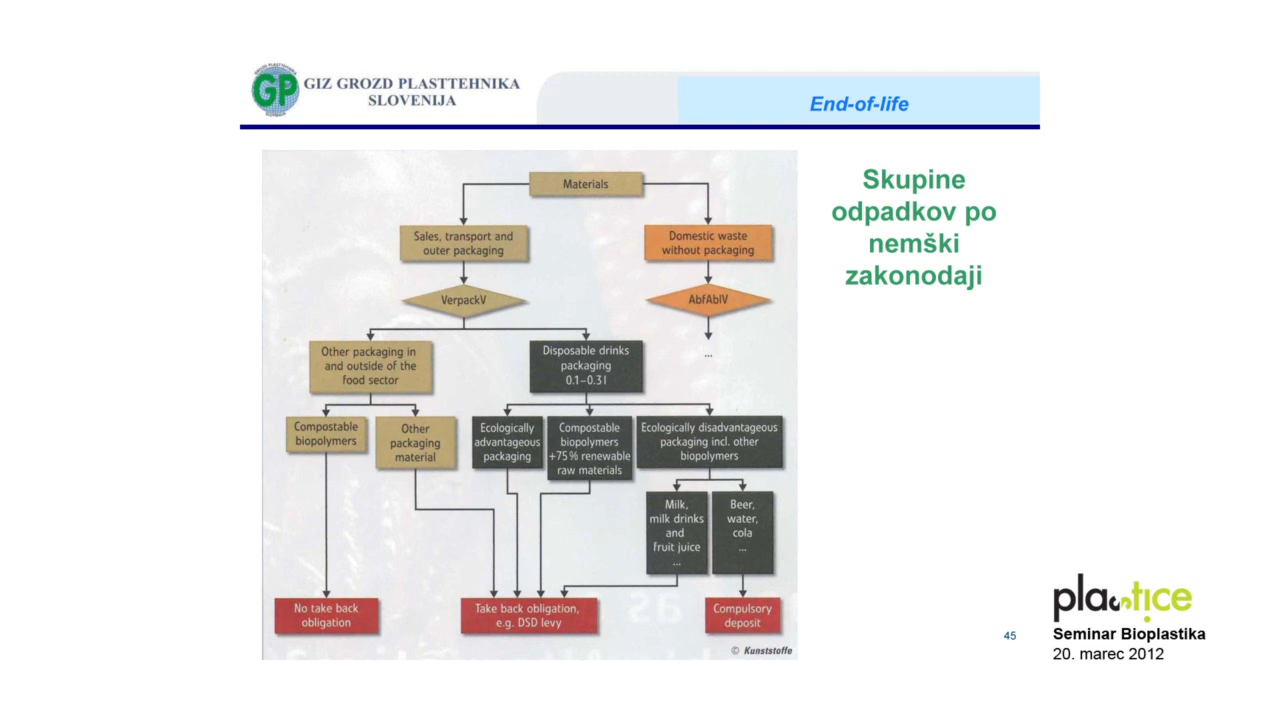 GP
GIZ GROZD PLASTTEHNIKA
SLOVENIJA
End-of-life
Skupine
odpadkov po
nemški
zakonodaji
Materials
Sales, transport and
outer packaging
Domestic waste
without packaging
VerpackV
AbfAblV
...
Other packaging in
and outside of the
food sector
Disposable drinks
packaging
0.1–0.3 l
Compostable
biopolymers
Other
packaging
material
Ecologically
advantageous
packaging
Compostable
biopolymers
+75 % renewable
raw materials
Ecologically disadvantageous
packaging incl. other
biopolymers
Milk,
milk drinks
and
fruit juice
...
Beer,
water,
cola
...
No take back
obligation
Take back obligation,
e.g. DSD levy
Compulsory
deposit
© Kunststoffe
45
plastice
Seminar Bioplastika
20. marec 2012